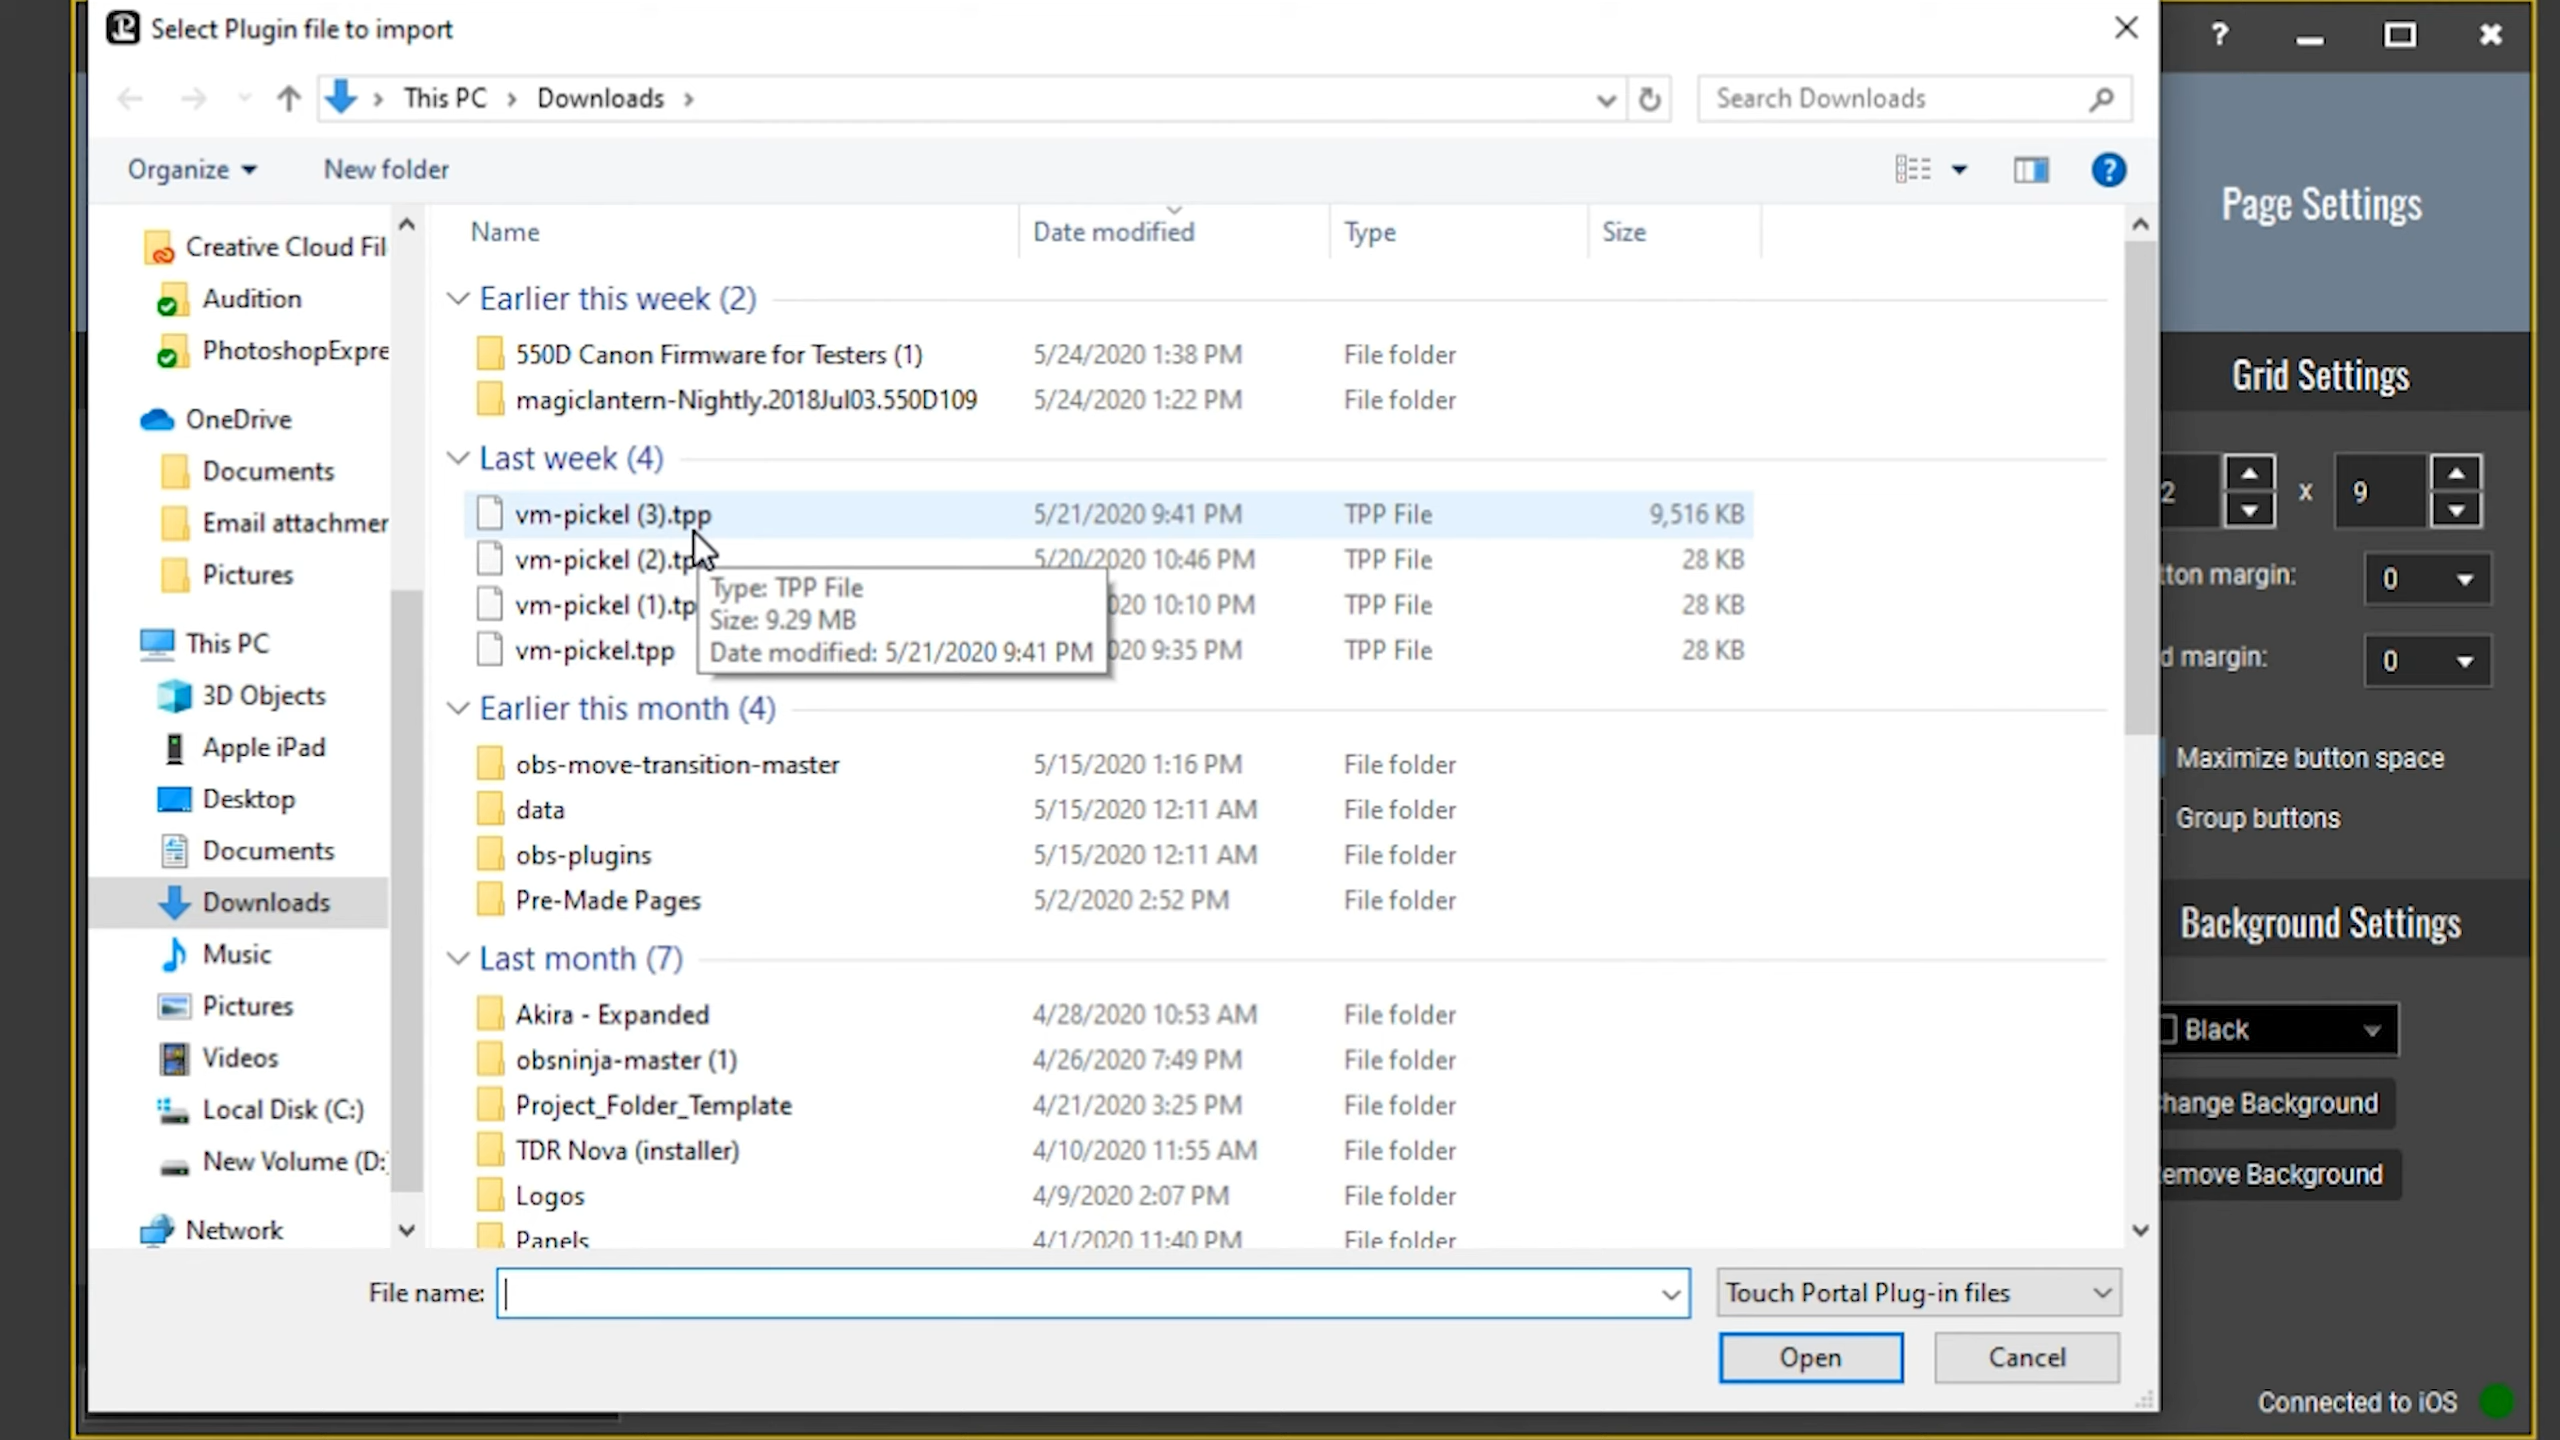 Select Plugin file to import
This PC > Downloads >
Search Downloads
Organize
New folder
Name
Date modified
Type
Size
Creative Cloud Fil
Audition
PhotoshopExpre
OneDrive
Documents
Email attachmer
Pictures
This PC
3D Objects
Apple iPad
Desktop
Documents
Downloads
Music
Pictures
Videos
Local Disk (C:)
New Volume (D:
Network
Earlier this week (2)
550D Canon Firmware for Testers (1) 5/24/2020 1:38 PM File folder
magiclantern-Nightly.2018Jul03.550D109 5/24/2020 1:22 PM File folder
Last week (4)
vm-pickel (3).tpp 5/21/2020 9:41 PM TPP File 9,516 KB
vm-pickel (2).tp 5/20/2020 10:46 PM TPP File 28 KB
vm-pickel (1).tp 020 10:10 PM TPP File 28 KB
vm-pickel.tpp 020 9:35 PM TPP File 28 KB
Type: TPP File
Size: 9.29 MB
Date modified: 5/21/2020 9:41 PM
Earlier this month (4)
obs-move-transition-master 5/15/2020 1:16 PM File folder
data 5/15/2020 12:11 AM File folder
obs-plugins 5/15/2020 12:11 AM File folder
Pre-Made Pages 5/2/2020 2:52 PM File folder
Last month (7)
Akira - Expanded 4/28/2020 10:53 AM File folder
obsninja-master (1) 4/26/2020 7:49 PM File folder
Project_Folder_Template 4/21/2020 3:25 PM File folder
TDR Nova (installer) 4/10/2020 11:55 AM File folder
Logos 4/9/2020 2:07 PM File folder
Panels 4/1/2020 11:40 PM File folder
File name:
Touch Portal Plug-in files
Open
Cancel
?
Page Settings
Grid Settings
2 x 9
tton margin: 0
d margin: 0
Maximize button space
Group buttons
Background Settings
Black
hange Background
emove Background
Connected to iOS